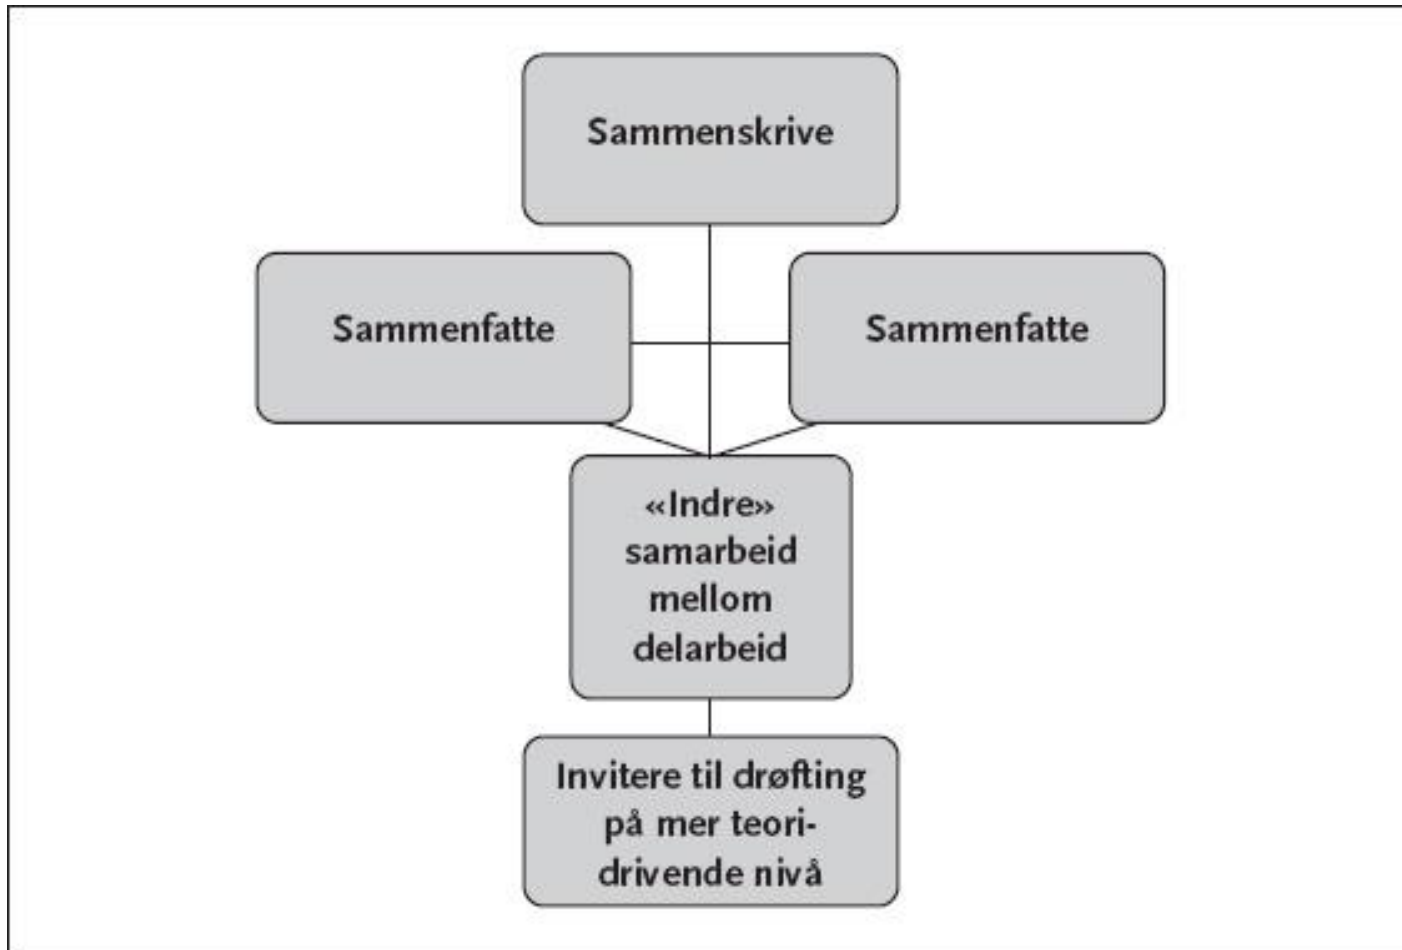 Sammenskrive
Sammenfatte
Sammenfatte
«Indre»
samarbeid
mellom
delarbeid
Invitere til drøfting
på mer teori-
drivende nivå